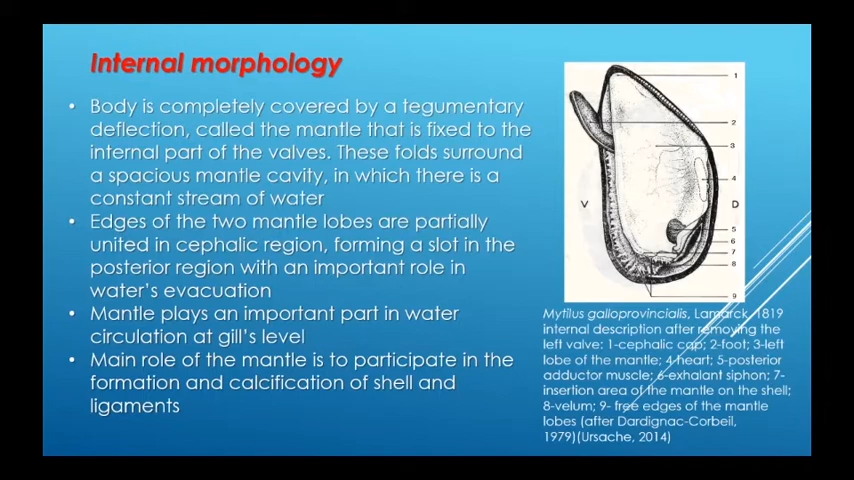 Internal morphology
• Body is completely covered by a tegumentary
deflection, called the mantle that is fixed to the
internal part of the valves. These folds surround
a spacious mantle cavity, in which there is a
constant stream of water
• Edges of the two mantle lobes are partially
united in cephalic region, forming a slot in the
posterior region with an important role in
water's evacuation
• Mantle plays an important part in water
circulation at gill's level
• Main role of the mantle is to participate in the
formation and calcification of shell and
ligaments
1
2
3
4
V
D
5
6
7
8
9
Mytilus galloprovincialis, Lamarck, 1819
internal description after removing the
left valve: 1-cephalic cap; 2-foot; 3-left
lobe of the mantle; 4-heart; 5-posterior
adductor muscle; 6-exhalant siphon; 7-
insertion area of the mantle on the shell;
8-velum; 9- free edges of the mantle
lobes (after Dardignac-Corbeil,
1979)(Ursache, 2014)